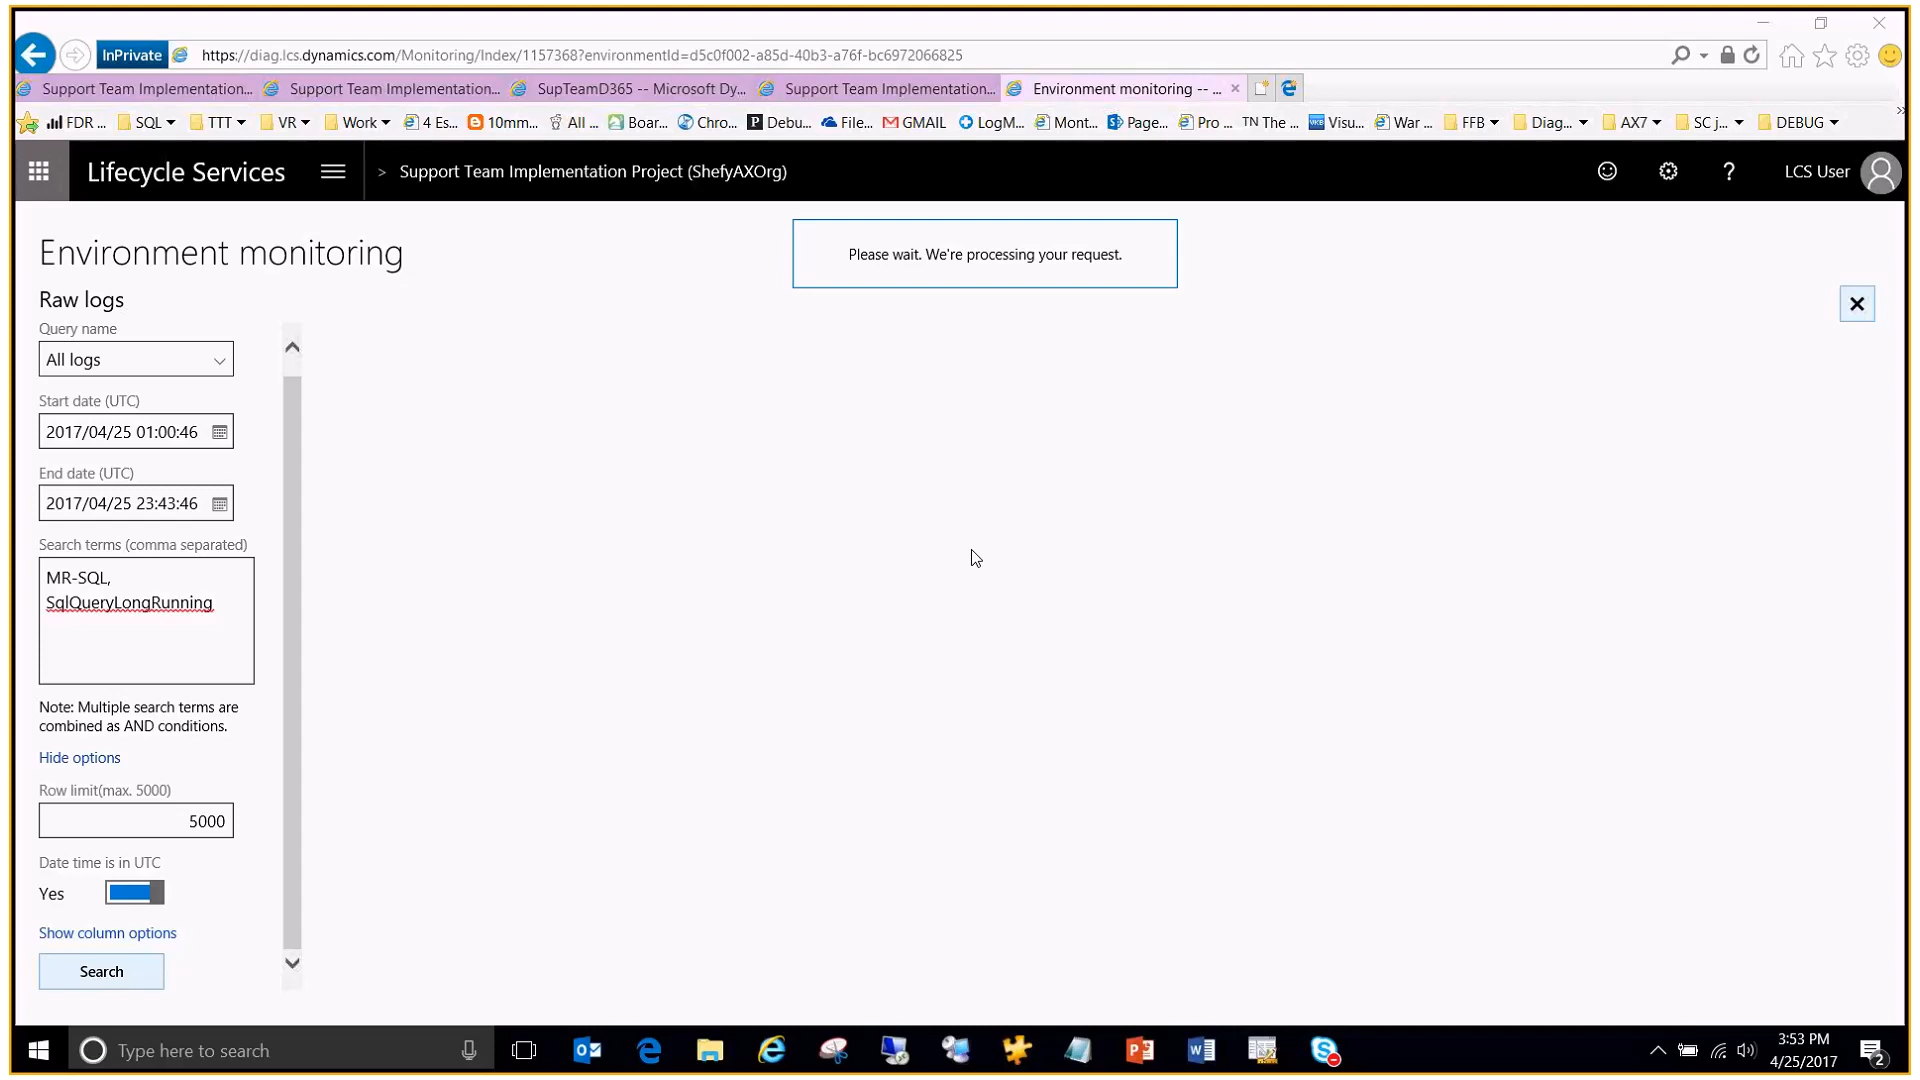 InPrivate
https://diag.lcs.dynamics.com/Monitoring/Index/1157368?environmentId=d5c0f002-a85d-40b3-a76f-bc6972066825
Support Team Implementation... Support Team Implementation... SupTeamD365 -- Microsoft Dy... Support Team Implementation... Environment monitoring -- ...
FDR ... SQL TTT VR Work 4 Es... 10mm... All ... Boar... Chro... Debu... File... GMAIL LogM... Mont... Page... Pro ... TN The ... Visu... War ... FFB Diag... AX7 SC j... DEBUG
Lifecycle Services > Support Team Implementation Project (ShefyAXOrg) ? LCS User
Environment monitoring
Please wait. We're processing your request.
Raw logs
Query name
All logs
Start date (UTC)
2017/04/25 01:00:46
End date (UTC)
2017/04/25 23:43:46
Search terms (comma separated)
MR-SQL,
SqlQueryLongRunning
Note: Multiple search terms are
combined as AND conditions.
Hide options
Row limit(max. 5000)
5000
Date time is in UTC
Yes
Show column options
Search
Type here to search
3:53 PM
4/25/2017
2